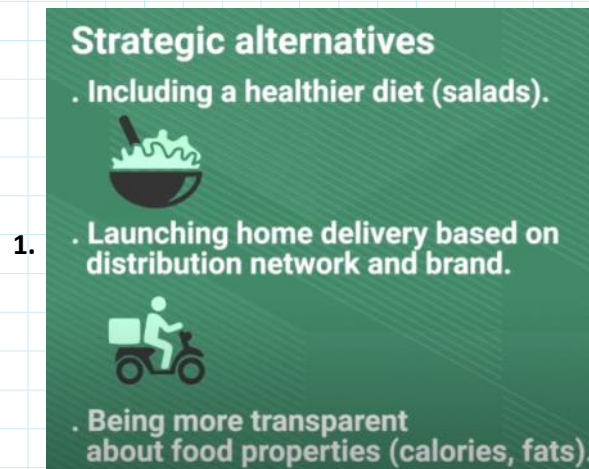 Strategic alternatives
. Including a healthier diet (salads).
1.
. Launching home delivery based on
distribution network and brand.
. Being more transparent
about food properties (calories, fats).